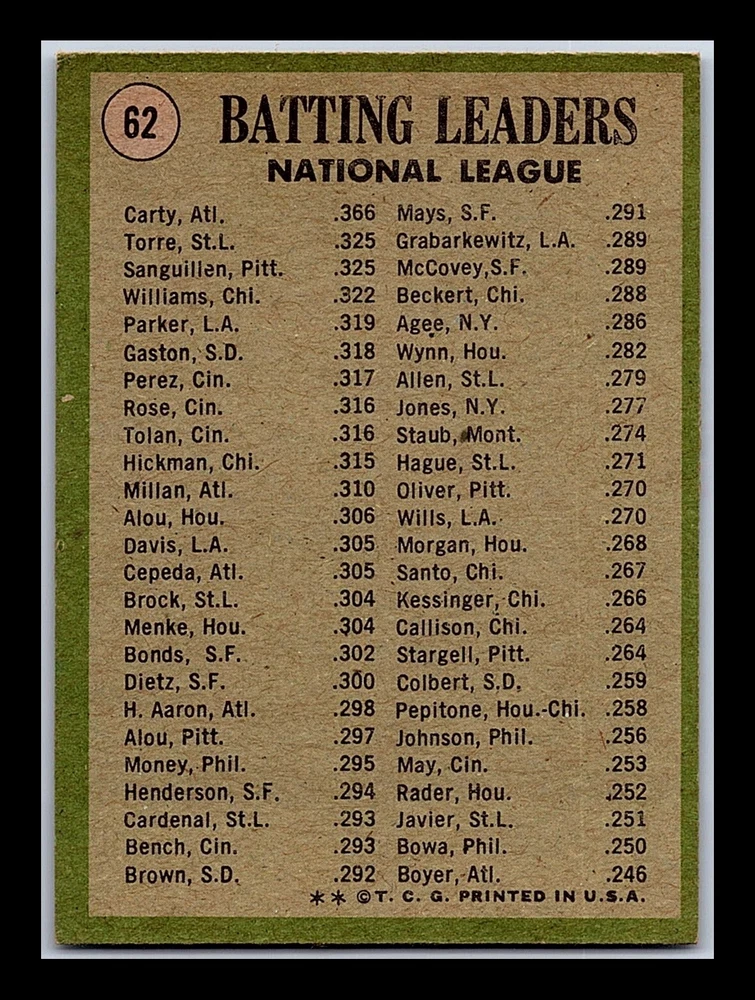 62
BATTING LEADERS
NATIONAL LEAGUE
Carty, Atl. .366
Torre, St.L. .325
Sanguillen, Pitt. .325
Williams, Chi. .322
Parker, L.A. .319
Gaston, S.D. .318
Perez, Cin. .317
Rose, Cin. .316
Tolan, Cin. .316
Hickman, Chi. .315
Millan, Atl. .310
Alou, Hou. .306
Davis, L.A. .305
Cepeda, Atl. .305
Brock, St.L. .304
Menke, Hou. .304
Bonds, S.F. .302
Dietz, S.F. .300
H. Aaron, Atl. .298
Alou, Pitt. .297
Money, Phil. .295
Henderson, S.F. .294
Cardenal, St.L. .293
Bench, Cin. .293
Brown, S.D. .292
Mays, S.F. .291
Grabarkewitz, L.A. .289
McCovey,S.F. .289
Beckert, Chi. .288
Agee, N.Y. .286
Wynn, Hou. .282
Allen, St.L. .279
Jones, N.Y. .277
Staub, Mont. .274
Hague, St.L. .271
Oliver, Pitt. .270
Wills, L.A. .270
Morgan, Hou. .268
Santo, Chi. .267
Kessinger, Chi. .266
Callison, Chi. .264
Stargell, Pitt. .264
Colbert, S.D. .259
Pepitone, Hou.-Chi. .258
Johnson, Phil. .256
May, Cin. .253
Rader, Hou. .252
Javier, St.L. .251
Bowa, Phil. .250
Boyer, Atl. .246
** ©T. C. G. PRINTED IN U.S.A.